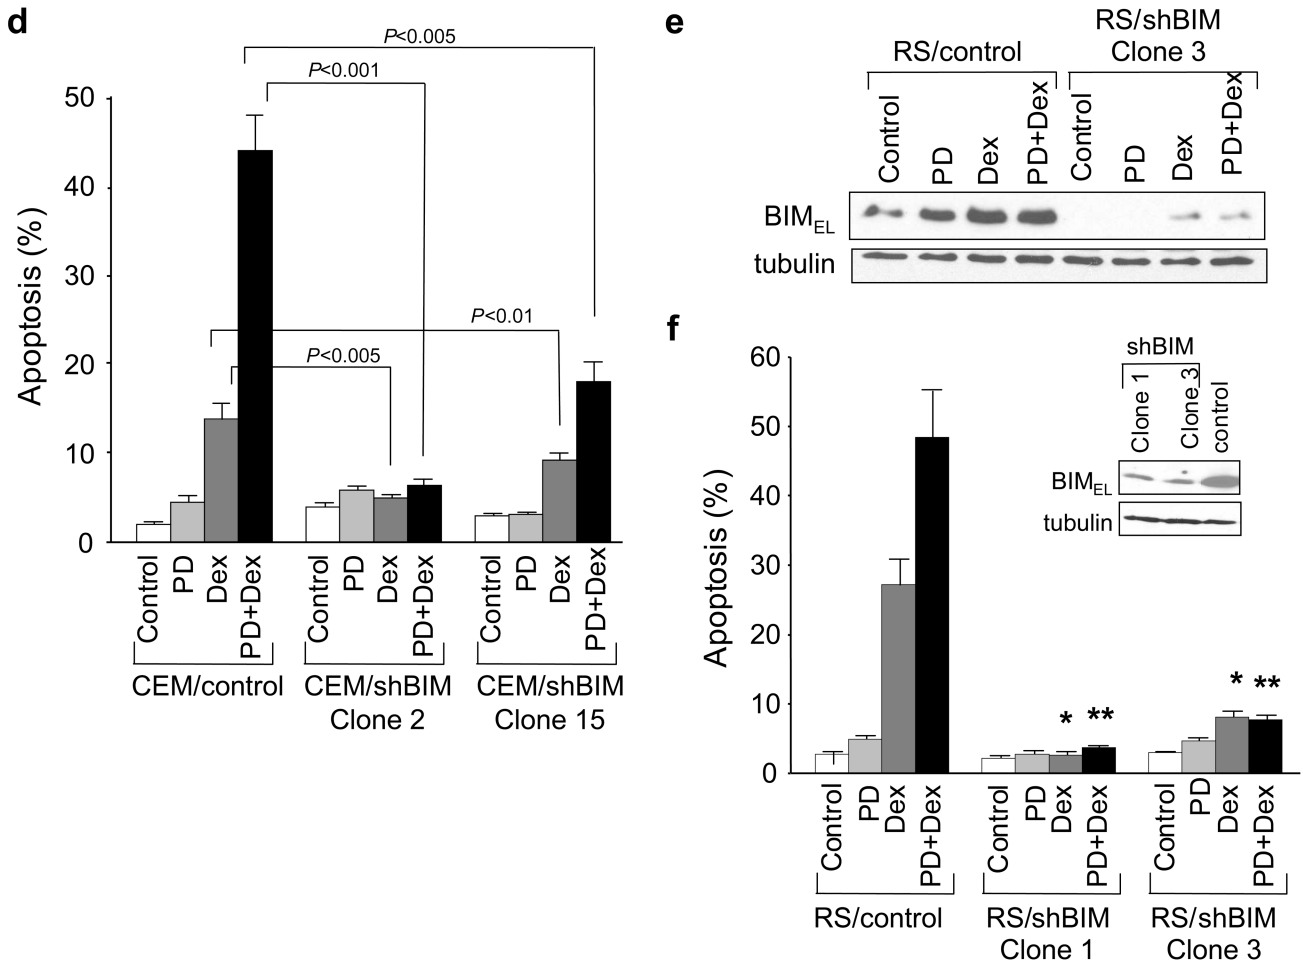 d
P<0.005
P<0.001
50
40
30
20
10
0
Apoptosis (%)
P<0.01
P<0.005
Control
PD
Dex
PD+Dex
Control
PD
Dex
PD+Dex
Control
PD
Dex
PD+Dex
CEM/control
CEM/shBIM
Clone 2
CEM/shBIM
Clone 15
e
RS/control
RS/shBIM
Clone 3
Control
PD
Dex
PD+Dex
Control
PD
Dex
PD+Dex
BIMEL
tubulin
f
60
50
40
30
20
10
0
Apoptosis (%)
shBIM
Clone 1
Clone 3
control
BIMEL
tubulin
* **
* **
Control
PD
Dex
PD+Dex
Control
PD
Dex
PD+Dex
Control
PD
Dex
PD+Dex
RS/control
RS/shBIM
Clone 1
RS/shBIM
Clone 3